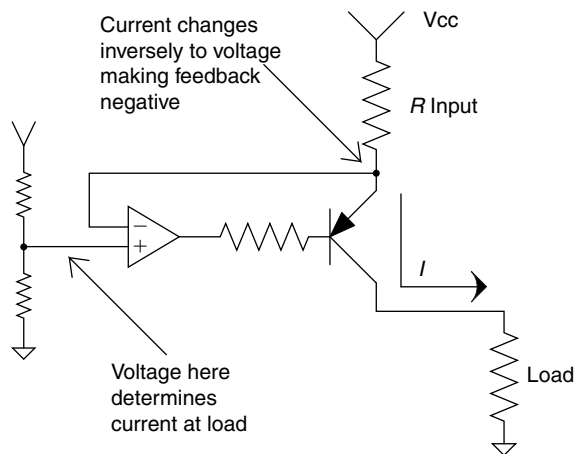 Current changes
inversely to voltage
making feedback
negative
Vcc
R Input
−
+
I
Load
Voltage here
determines
current at load